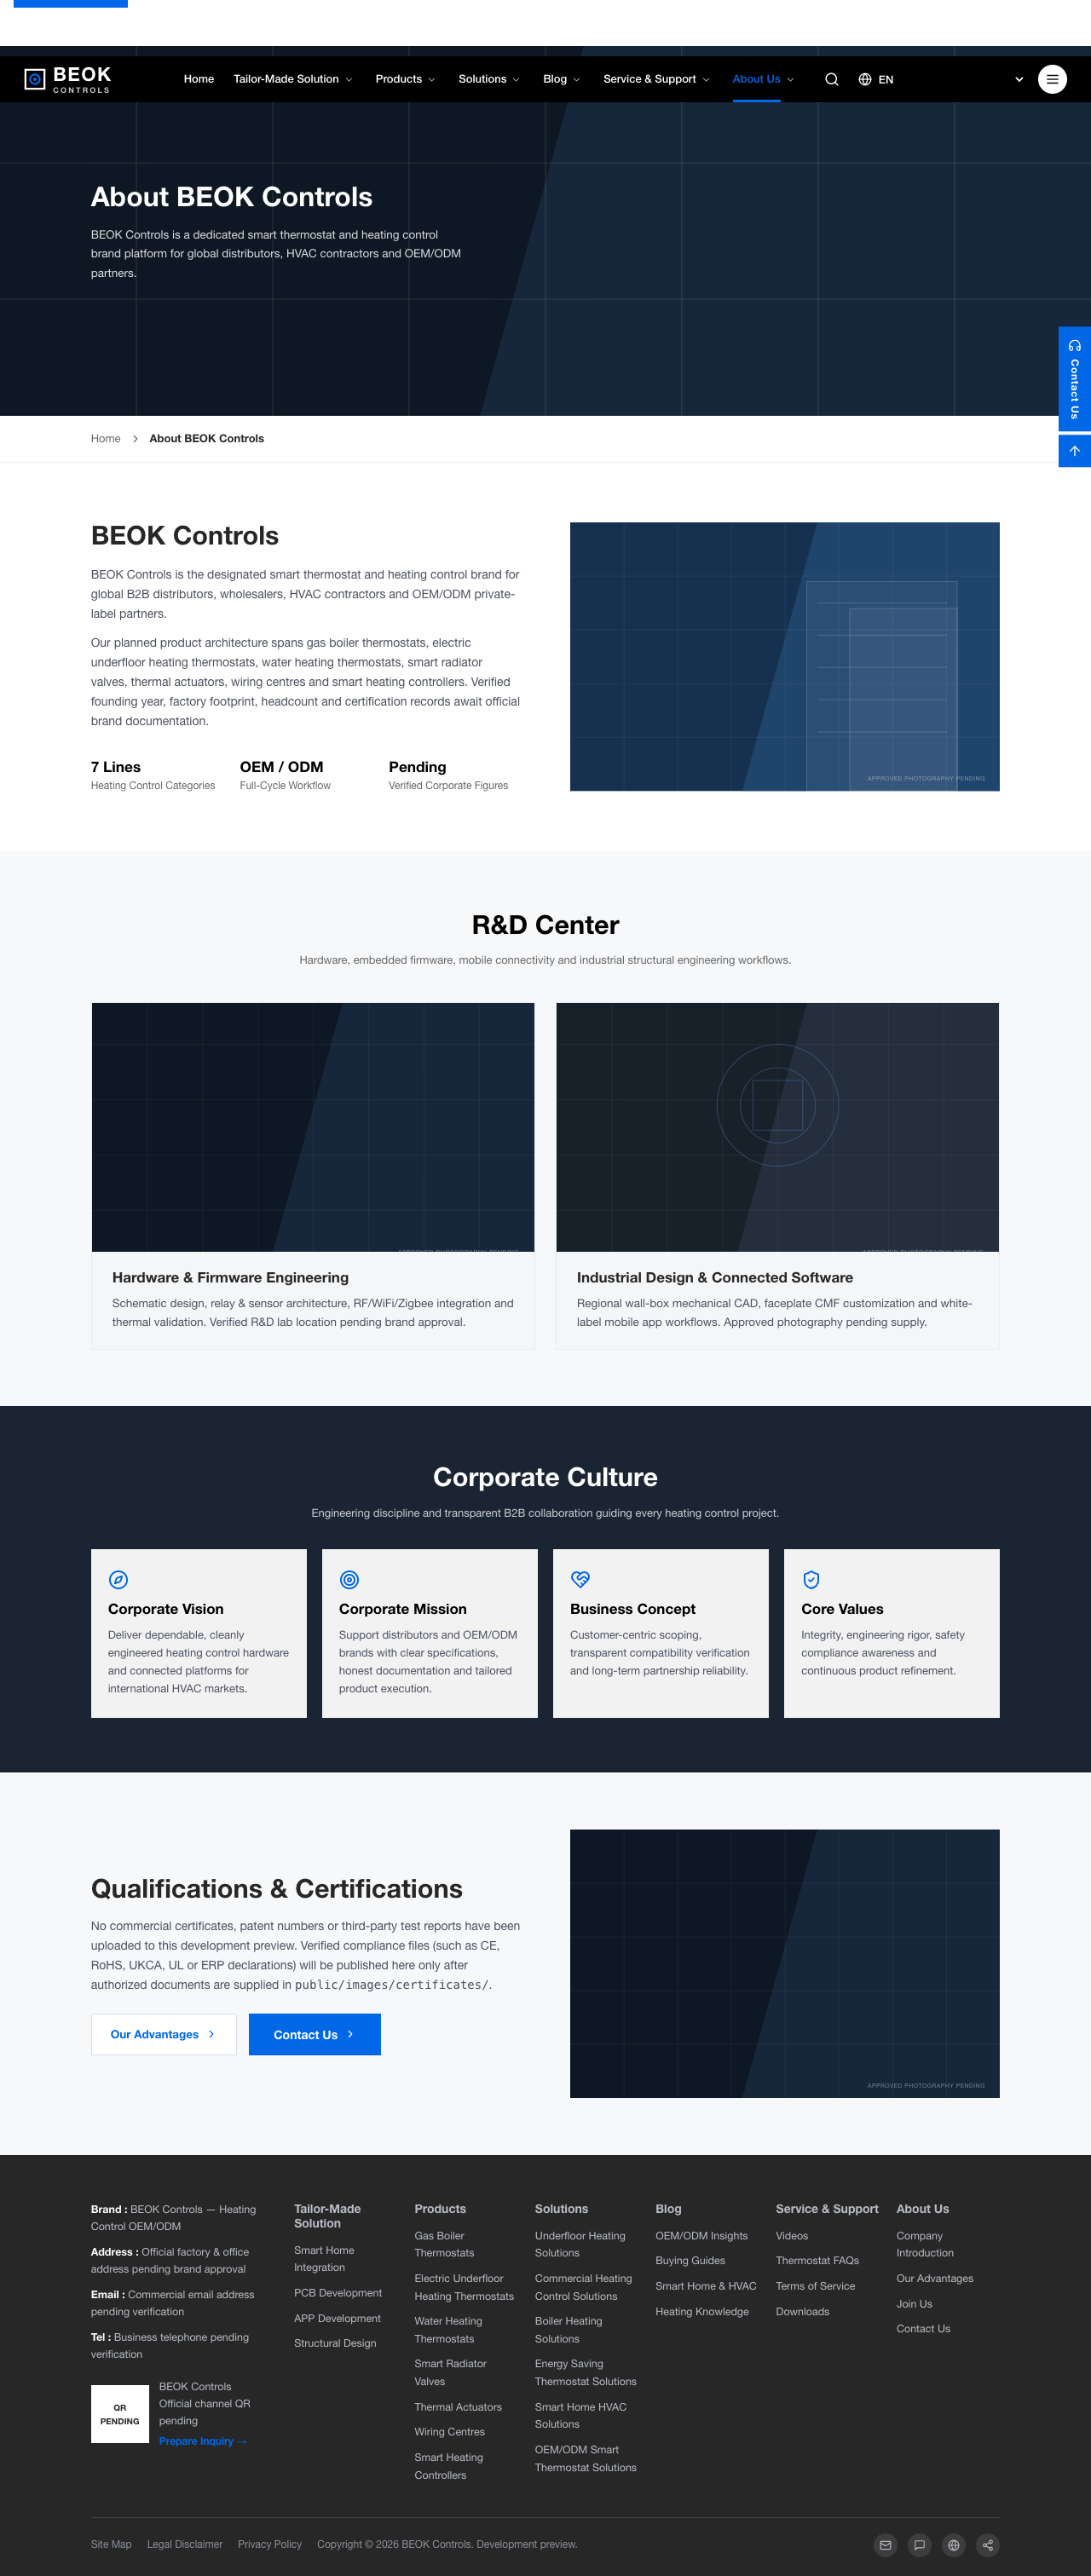 BEOK
CONTROLS
Home
Tailor-Made Solution
Products
Solutions
Blog
Service & Support
About Us
EN
About BEOK Controls
BEOK Controls is a dedicated smart thermostat and heating control
brand platform for global distributors, HVAC contractors and OEM/ODM
partners.
Contact Us
Home
About BEOK Controls
BEOK Controls
BEOK Controls is the designated smart thermostat and heating control brand for
global B2B distributors, wholesalers, HVAC contractors and OEM/ODM private-
label partners.
Our planned product architecture spans gas boiler thermostats, electric
underfloor heating thermostats, water heating thermostats, smart radiator
valves, thermal actuators, wiring centres and smart heating controllers. Verified
founding year, factory footprint, headcount and certification records await official
brand documentation.
7 Lines
Heating Control Categories
OEM / ODM
Full-Cycle Workflow
Pending
Verified Corporate Figures
APPROVED PHOTOGRAPHY PENDING
R&D Center
Hardware, embedded firmware, mobile connectivity and industrial structural engineering workflows.
Hardware & Firmware Engineering
Schematic design, relay & sensor architecture, RF/WiFi/Zigbee integration and
thermal validation. Verified R&D lab location pending brand approval.
Industrial Design & Connected Software
Regional wall-box mechanical CAD, faceplate CMF customization and white-
label mobile app workflows. Approved photography pending supply.
Corporate Culture
Engineering discipline and transparent B2B collaboration guiding every heating control project.
Corporate Vision
Deliver dependable, cleanly
engineered heating control hardware
and connected platforms for
international HVAC markets.
Corporate Mission
Support distributors and OEM/ODM
brands with clear specifications,
honest documentation and tailored
product execution.
Business Concept
Customer-centric scoping,
transparent compatibility verification
and long-term partnership reliability.
Core Values
Integrity, engineering rigor, safety
compliance awareness and
continuous product refinement.
Qualifications & Certifications
No commercial certificates, patent numbers or third-party test reports have been
uploaded to this development preview. Verified compliance files (such as CE,
RoHS, UKCA, UL or ERP declarations) will be published here only after
authorized documents are supplied in public/images/certificates/.
Our Advantages
Contact Us
APPROVED PHOTOGRAPHY PENDING
Brand : BEOK Controls — Heating
Control OEM/ODM
Address : Official factory & office
address pending brand approval
Email : Commercial email address
pending verification
Tel : Business telephone pending
verification
QR
PENDING
BEOK Controls
Official channel QR
pending
Prepare Inquiry →
Tailor-Made
Solution
Smart Home
Integration
PCB Development
APP Development
Structural Design
Products
Gas Boiler
Thermostats
Electric Underfloor
Heating Thermostats
Water Heating
Thermostats
Smart Radiator
Valves
Thermal Actuators
Wiring Centres
Smart Heating
Controllers
Solutions
Underfloor Heating
Solutions
Commercial Heating
Control Solutions
Boiler Heating
Solutions
Energy Saving
Thermostat Solutions
Smart Home HVAC
Solutions
OEM/ODM Smart
Thermostat Solutions
Blog
OEM/ODM Insights
Buying Guides
Smart Home & HVAC
Heating Knowledge
Service & Support
Videos
Thermostat FAQs
Terms of Service
Downloads
About Us
Company
Introduction
Our Advantages
Join Us
Contact Us
Site Map
Legal Disclaimer
Privacy Policy
Copyright © 2026 BEOK Controls. Development preview.